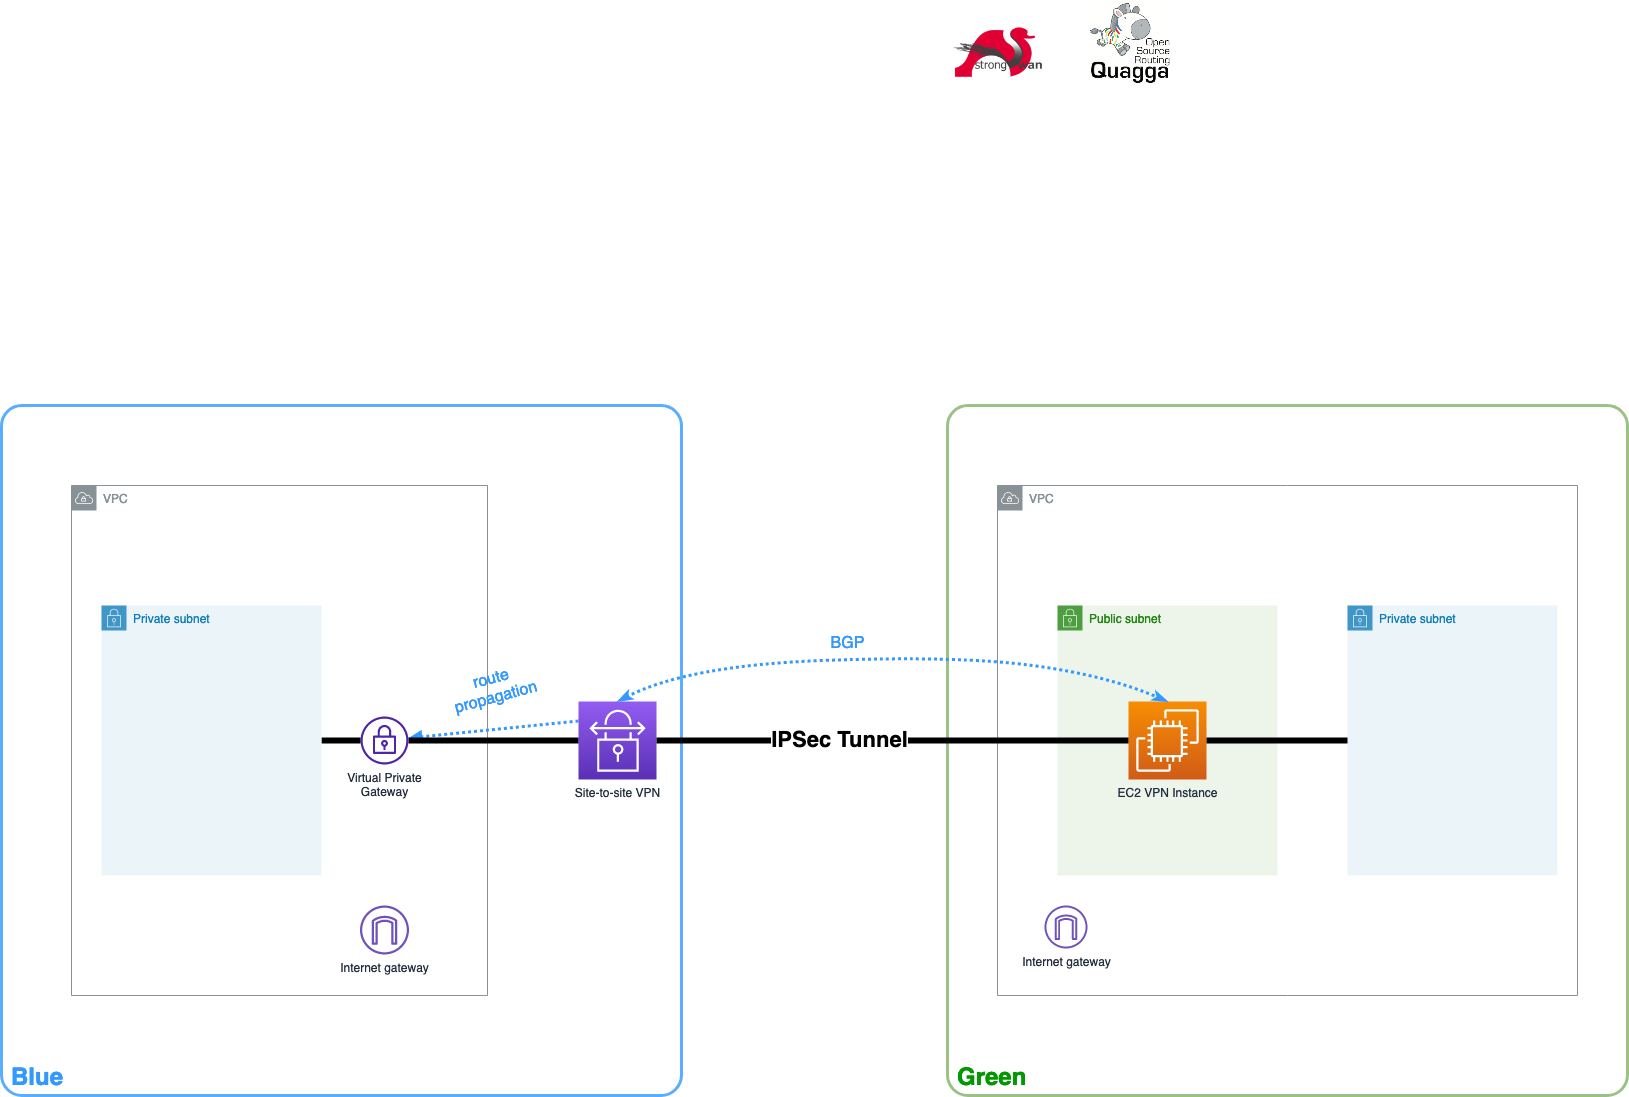 strongSwan
Open
Source
Routing
Quagga
VPC
VPC
Private subnet
Public subnet
Private subnet
BGP
route
propagation
IPSec Tunnel
Virtual Private
Gateway
Site-to-site VPN
EC2 VPN Instance
Internet gateway
Internet gateway
Blue
Green